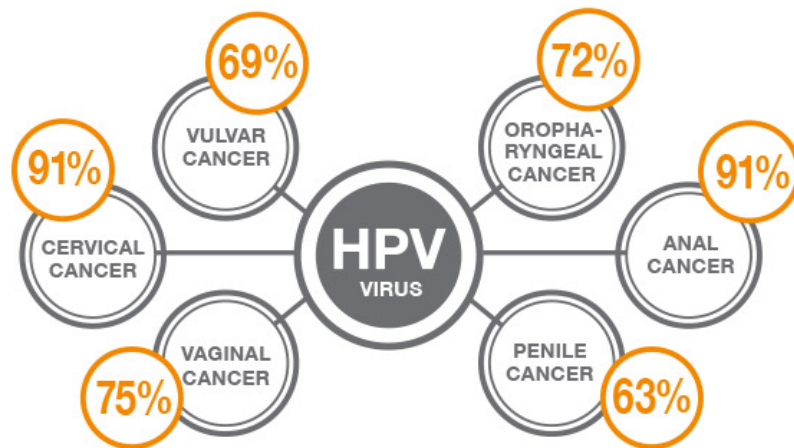 69%
VULVAR
CANCER
72%
OROPHA-
RYNGEAL
CANCER
91%
CERVICAL
CANCER
HPV
VIRUS
91%
ANAL
CANCER
75%
VAGINAL
CANCER
PENILE
CANCER
63%